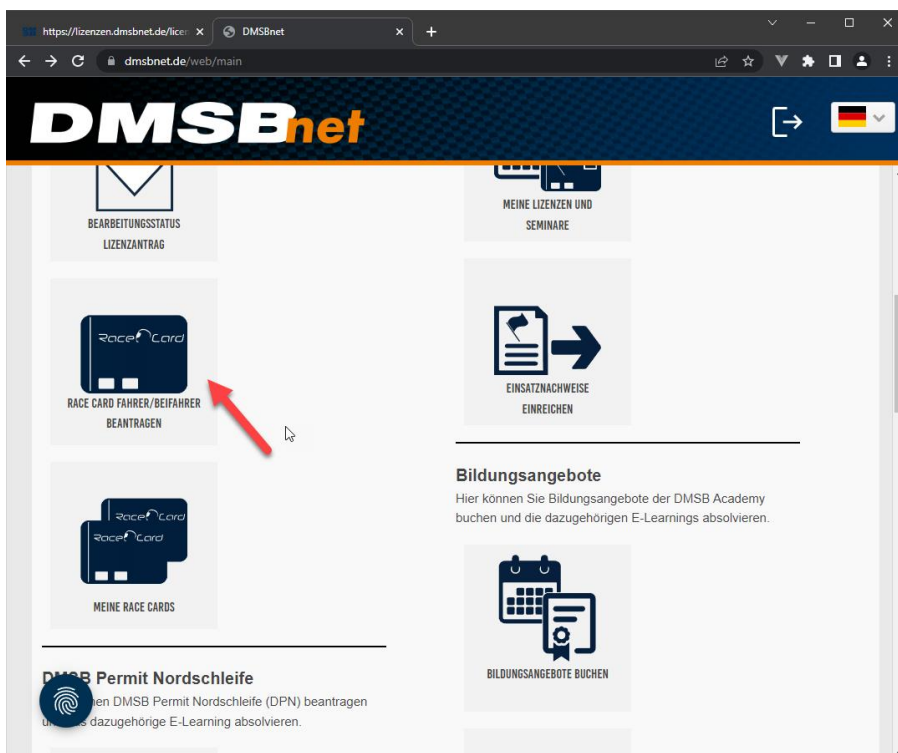 https://lizenzen.dmsbnet.de/licen
DMSBnet
dmsbnet.de/web/main
DMSBnet
BEARBEITUNGSSTATUS
LIZENZANTRAG
Race Card
RACE CARD FAHRER/BEIFAHRER
BEANTRAGEN
Race Card
Race Card
MEINE RACE CARDS
DMSB Permit Nordschleife
en DMSB Permit Nordschleife (DPN) beantragen
dazugehörige E-Learning absolvieren.
MEINE LIZENZEN UND
SEMINARE
EINSATZNACHWEISE
EINREICHEN
Bildungsangebote
Hier können Sie Bildungsangebote der DMSB Academy
buchen und die dazugehörigen E-Learnings absolvieren.
BILDUNGSANGEBOTE BUCHEN